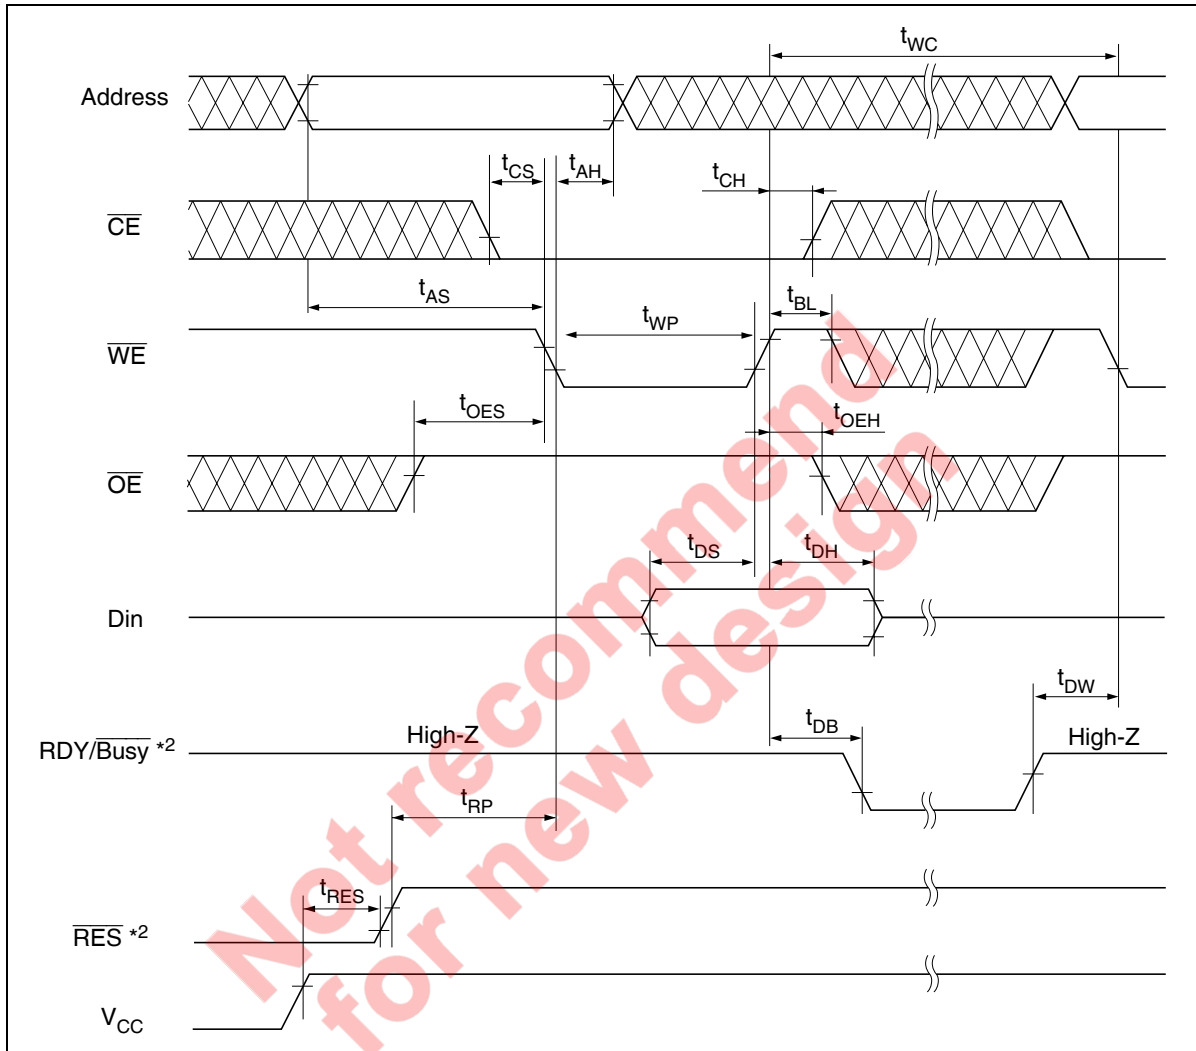 tWC
Address
tCS
tAH
tCH
CE
tAS
tBL
tWP
WE
tOES
tOEH
OE
tDS
tDH
Din
tDW
tDB
High-Z
High-Z
RDY/Busy *2
tRP
tRES
RES *2
VCC
Not recommend
for new design